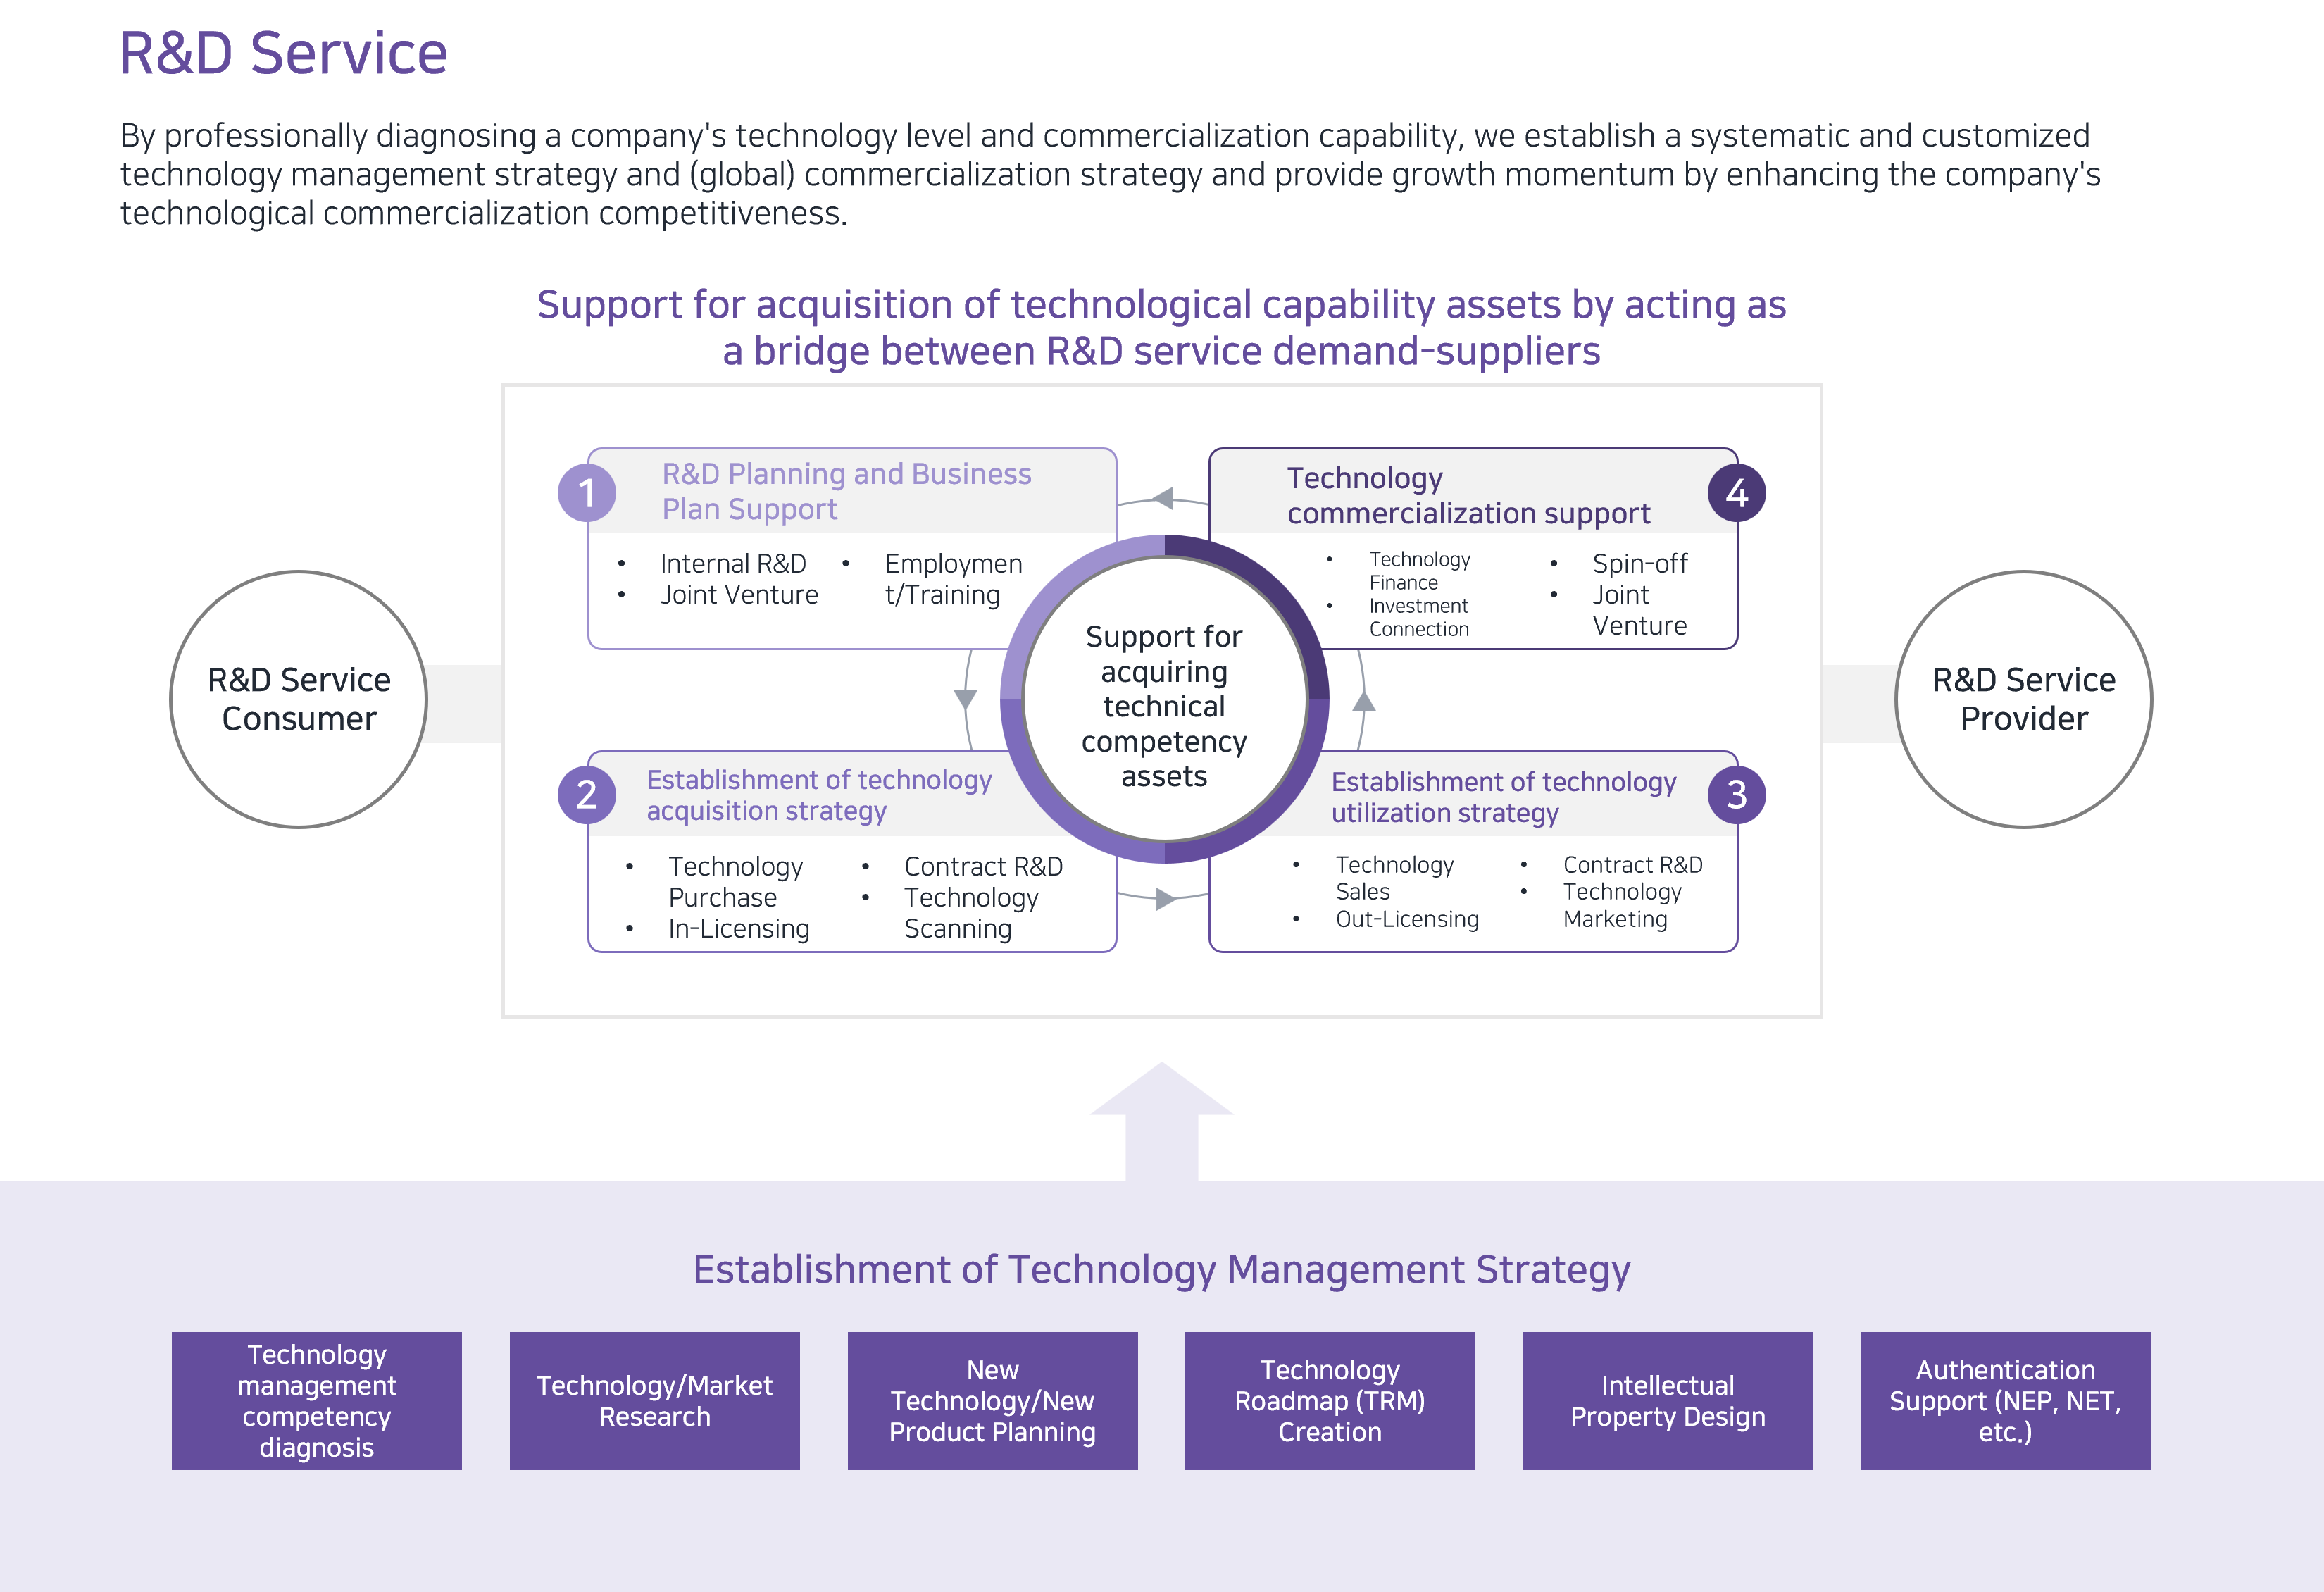 R&D Service
By professionally diagnosing a company's technology level and commercialization capability, we establish a systematic and customized
technology management strategy and (global) commercialization strategy and provide growth momentum by enhancing the company's
technological commercialization competitiveness.
Support for acquisition of technological capability assets by acting as
a bridge between R&D service demand-suppliers
R&D Service
Consumer
1
R&D Planning and Business
Plan Support
• Internal R&D
• Joint Venture
• Employmen
t/Training
2
Establishment of technology
acquisition strategy
• Technology
Purchase
• In-Licensing
• Contract R&D
• Technology
Scanning
Support for
acquiring
technical
competency
assets
3
Establishment of technology
utilization strategy
• Technology
Sales
• Out-Licensing
• Contract R&D
• Technology
Marketing
4
Technology
commercialization support
• Technology
Finance
• Investment
Connection
• Spin-off
• Joint
Venture
R&D Service
Provider
Establishment of Technology Management Strategy
Technology
management
competency
diagnosis
Technology/Market
Research
New
Technology/New
Product Planning
Technology
Roadmap (TRM)
Creation
Intellectual
Property Design
Authentication
Support (NEP, NET,
etc.)